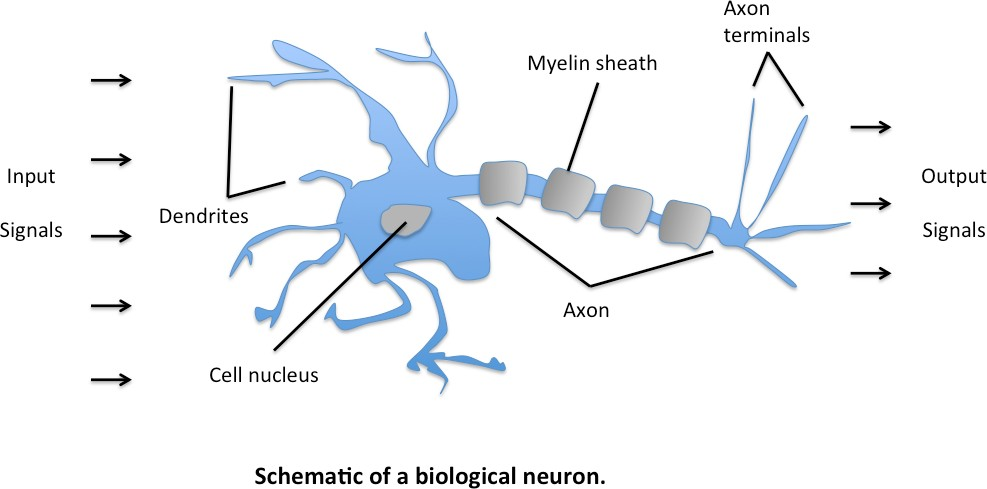 Axon
terminals
Myelin sheath
Input
Signals
Dendrites
Output
Signals
Axon
Cell nucleus
Schematic of a biological neuron.